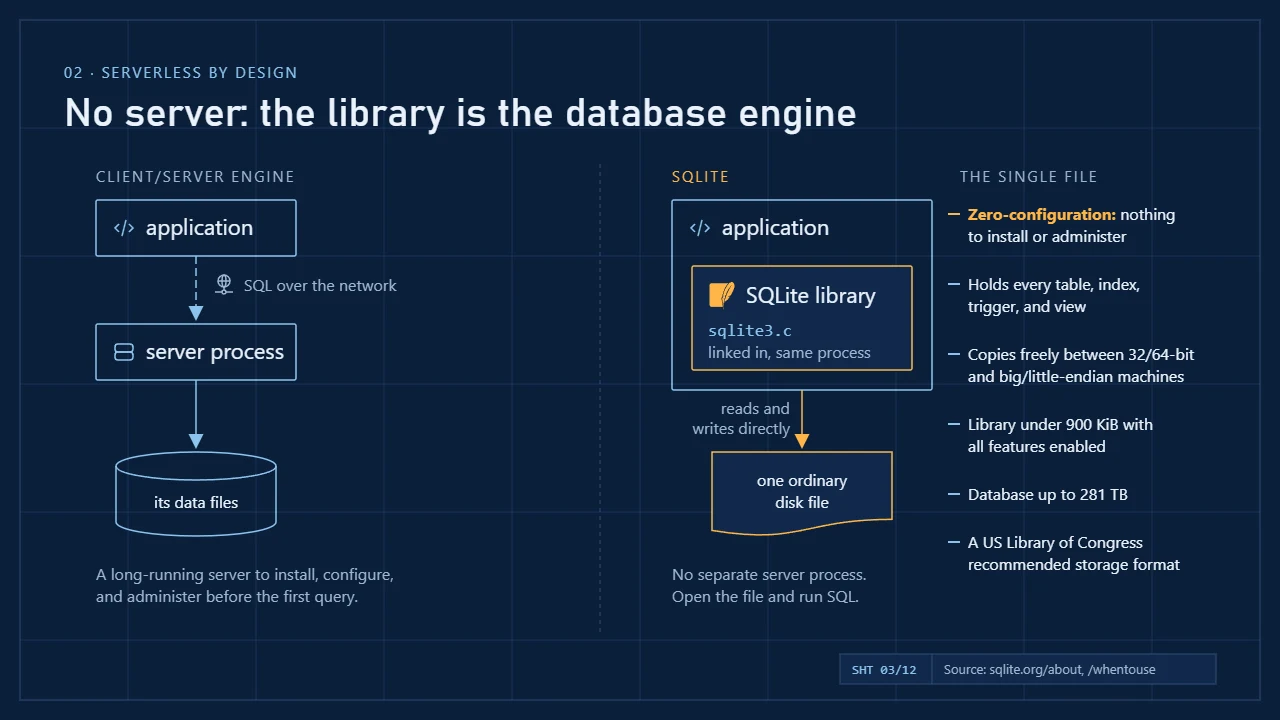 02 · SERVERLESS BY DESIGN
No server: the library is the database engine
CLIENT/SERVER ENGINE
</> application
SQL over the network
server process
its data files
A long-running server to install, configure,
and administer before the first query.
SQLITE
</> application
SQLite library
sqlite3.c
linked in, same process
reads and
writes directly
one ordinary
disk file
No separate server process.
Open the file and run SQL.
THE SINGLE FILE
Zero-configuration: nothing
to install or administer
Holds every table, index,
trigger, and view
Copies freely between 32/64-bit
and big/little-endian machines
Library under 900 KiB with
all features enabled
Database up to 281 TB
A US Library of Congress
recommended storage format
SHT 03/12
Source: sqlite.org/about, /whentouse